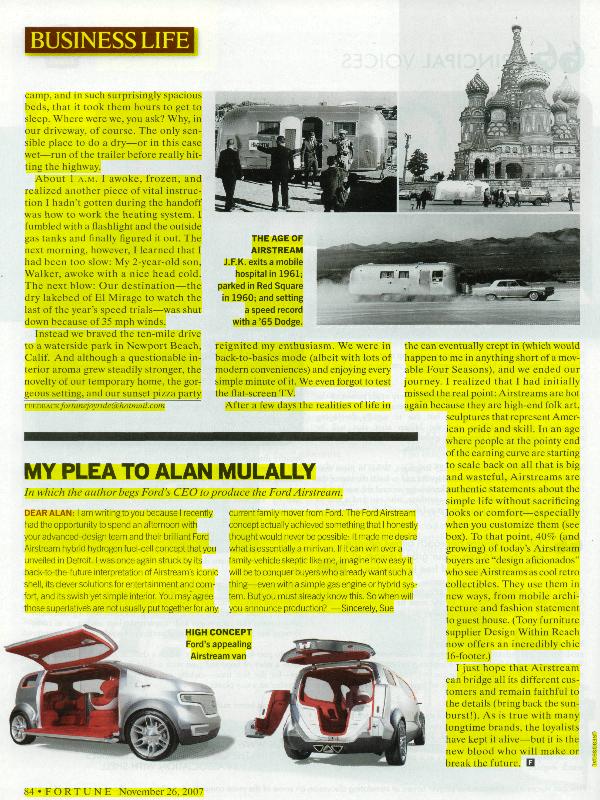 BUSINESS LIFE
camp, and in such surprisingly spacious
beds, that it took them hours to get to
sleep. Where were we, you ask? Why, in
our driveway, of course. The only sen-
sible place to do a dry—or in this case
wet—run of the trailer before really hit-
ting the highway.
About 1 A.M. I awoke, frozen, and
realized another piece of vital instruc-
tion I hadn't gotten during the handoff
was how to work the heating system. I
fumbled with a flashlight and the outside
gas tanks and finally figured it out. The
next morning, however, I learned that I
had been too slow: My 2-year-old son,
Walker, awoke with a nice head cold.
The next blow: Our destination—the
dry lakebed of El Mirage to watch the
last of the year's speed trials—was shut
down because of 35 mph winds.
Instead we braved the ten-mile drive
to a waterside park in Newport Beach,
Calif. And although a questionable in-
terior aroma grew steadily stronger, the
novelty of our temporary home, the gor-
geous setting, and our sunset pizza party
FEEDBACK fortunejoyride@hotmail.com
THE AGE OF
AIRSTREAM
J.F.K. exits a mobile
hospital in 1961;
parked in Red Square
in 1960; and setting
a speed record
with a '65 Dodge.
reignited my enthusiasm. We were in
back-to-basics mode (albeit with lots of
modern conveniences) and enjoying every
simple minute of it. We even forgot to test
the flat-screen TV.
After a few days the realities of life in
the can eventually crept in (which would
happen to me in anything short of a mov-
able Four Seasons), and we ended our
journey. I realized that I had initially
missed the real point: Airstreams are hot
again because they are high-end folk art,
sculptures that represent Amer-
ican pride and skill. In an age
where people at the pointy end
of the earning curve are starting
to scale back on all that is big
and wasteful, Airstreams are
authentic statements about the
simple life without sacrificing
looks or comfort—especially
when you customize them (see
box). To that point, 40% (and
growing) of today's Airstream
buyers are "design aficionados"
who see Airstreams as cool retro
collectibles. They use them in
new ways, from mobile archi-
tecture and fashion statement
to guest house. (Tony furniture
supplier Design Within Reach
now offers an incredibly chic
16-footer.)
I just hope that Airstream
can bridge all its different cus-
tomers and remain faithful to
the details (bring back the sun-
burst!). As is true with many
longtime brands, the loyalists
have kept it alive—but it is the
new blood who will make or
break the future. F
MY PLEA TO ALAN MULALLY
In which the author begs Ford's CEO to produce the Ford Airstream.
DEAR ALAN: I am writing to you because I recently
had the opportunity to spend an afternoon with
your advanced-design team and their brilliant Ford
Airstream hybrid hydrogen fuel-cell concept that you
unveiled in Detroit. I was once again struck by its
back-to-the-future interpretation of Airstream's iconic
shell, its clever solutions for entertainment and com-
fort, and its swish yet simple interior. You may agree
those superlatives are not usually put together for any
current family mover from Ford. The Ford Airstream
concept actually achieved something that I honestly
thought would never be possible: It made me desire
what is essentially a minivan. If it can win over a
family-vehicle skeptic like me, imagine how easy it
will be to conquer buyers who already want such a
thing—even with a simple gas engine or hybrid sys-
tem. But you must already know this. So when will
you announce production? —Sincerely, Sue
HIGH CONCEPT
Ford's appealing
Airstream van
84 • FORTUNE November 26, 2007